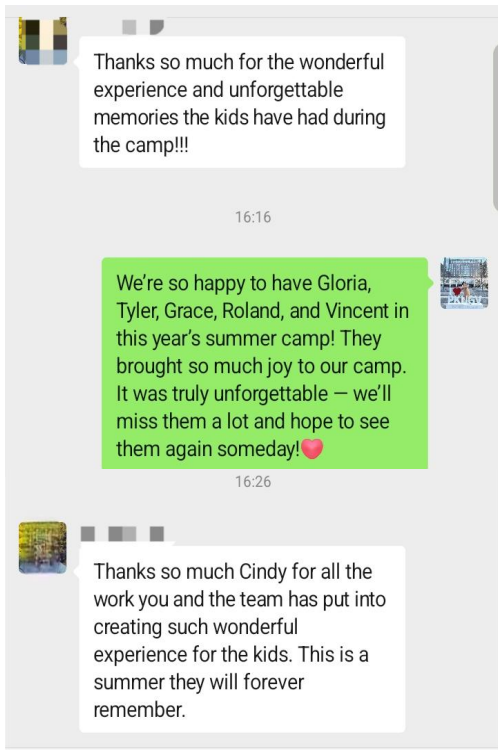 Thanks so much for the wonderful
experience and unforgettable
memories the kids have had during
the camp!!!
16:16
We’re so happy to have Gloria,
Tyler, Grace, Roland, and Vincent in
this year’s summer camp! They
brought so much joy to our camp.
It was truly unforgettable — we’ll
miss them a lot and hope to see
them again someday!❤
16:26
Thanks so much Cindy for all the
work you and the team has put into
creating such wonderful
experience for the kids. This is a
summer they will forever
remember.